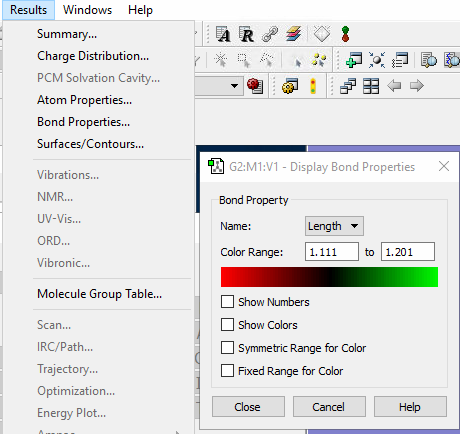 Results Windows Help
Summary...
Charge Distribution...
PCM Solvation Cavity...
Atom Properties...
Bond Properties...
Surfaces/Contours...
Vibrations...
NMR...
UV-Vis...
ORD...
Vibronic...
Molecule Group Table...
Scan...
IRC/Path...
Trajectory...
Optimization...
Energy Plot...
G2:M1:V1 - Display Bond Properties
Bond Property
Name: Length
Color Range: 1.111 to 1.201
Show Numbers
Show Colors
Symmetric Range for Color
Fixed Range for Color
Close Cancel Help